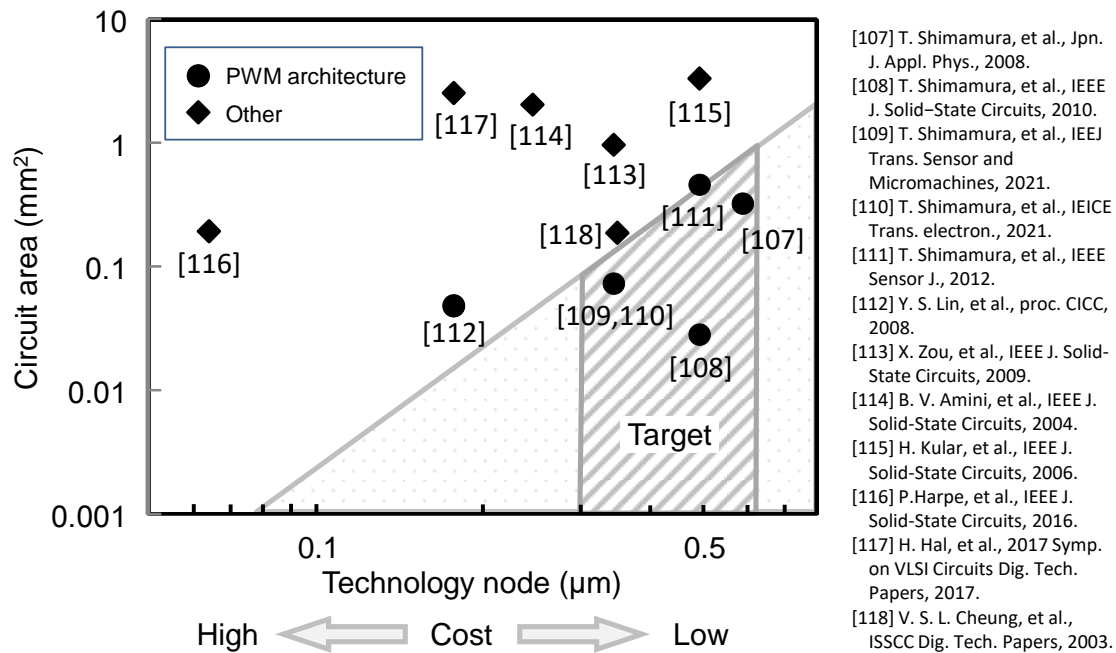 10
1
0.1
0.01
0.001
Circuit area (mm²)
PWM architecture
Other
[117]
[114]
[115]
[113]
[116]
[118]
[111]
[107]
[112]
[109,110]
[108]
Target
0.1
0.5
Technology node (μm)
High
Cost
Low
[107] T. Shimamura, et al., Jpn.
J. Appl. Phys., 2008.
[108] T. Shimamura, et al., IEEE
J. Solid−State Circuits, 2010.
[109] T. Shimamura, et al., IEEJ
Trans. Sensor and
Micromachines, 2021.
[110] T. Shimamura, et al., IEICE
Trans. electron., 2021.
[111] T. Shimamura, et al., IEEE
Sensor J., 2012.
[112] Y. S. Lin, et al., proc. CICC,
2008.
[113] X. Zou, et al., IEEE J. Solid-
State Circuits, 2009.
[114] B. V. Amini, et al., IEEE J.
Solid-State Circuits, 2004.
[115] H. Kular, et al., IEEE J.
Solid-State Circuits, 2006.
[116] P.Harpe, et al., IEEE J.
Solid-State Circuits, 2016.
[117] H. Hal, et al., 2017 Symp.
on VLSI Circuits Dig. Tech.
Papers, 2017.
[118] V. S. L. Cheung, et al.,
ISSCC Dig. Tech. Papers, 2003.